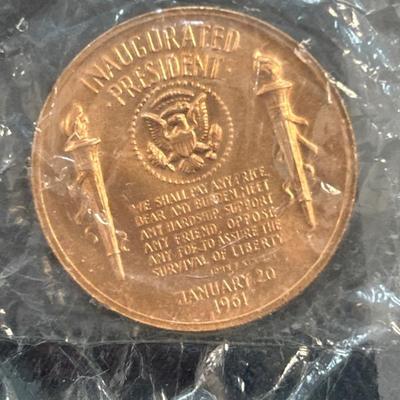 INAUGURATED
PRESIDENT
WE SHALL PAY ANY PRICE,
BEAR ANY BURDEN, MEET
ANY HARDSHIP, SUPPORT
ANY FRIEND, OPPOSE
ANY FOE TO ASSURE THE
SURVIVAL OF LIBERTY
JANUARY 20
1961